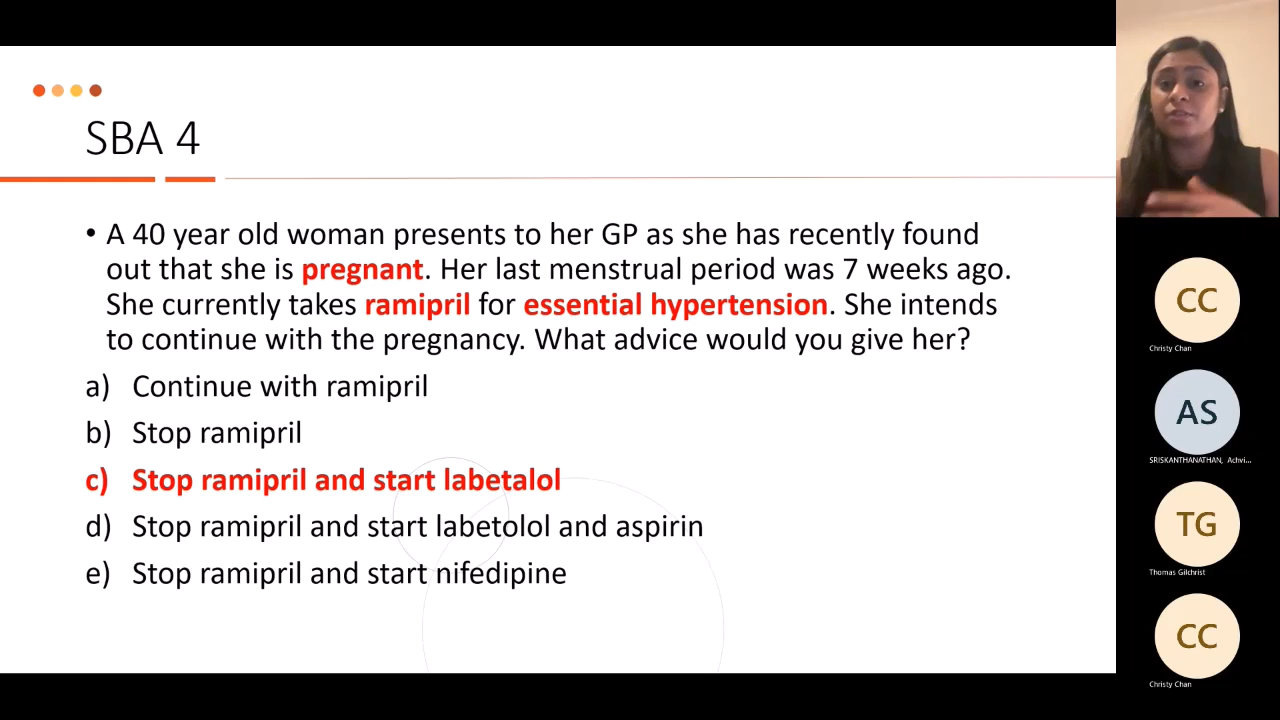 SBA 4
• A 40 year old woman presents to her GP as she has recently found
out that she is pregnant. Her last menstrual period was 7 weeks ago.
She currently takes ramipril for essential hypertension. She intends
to continue with the pregnancy. What advice would you give her?
a) Continue with ramipril
b) Stop ramipril
c) Stop ramipril and start labetalol
d) Stop ramipril and start labetolol and aspirin
e) Stop ramipril and start nifedipine
CC
Christy Chan
AS
SRISKANTHANATHAN, Achvi...
TG
Thomas Gilchrist
CC
Christy Chan